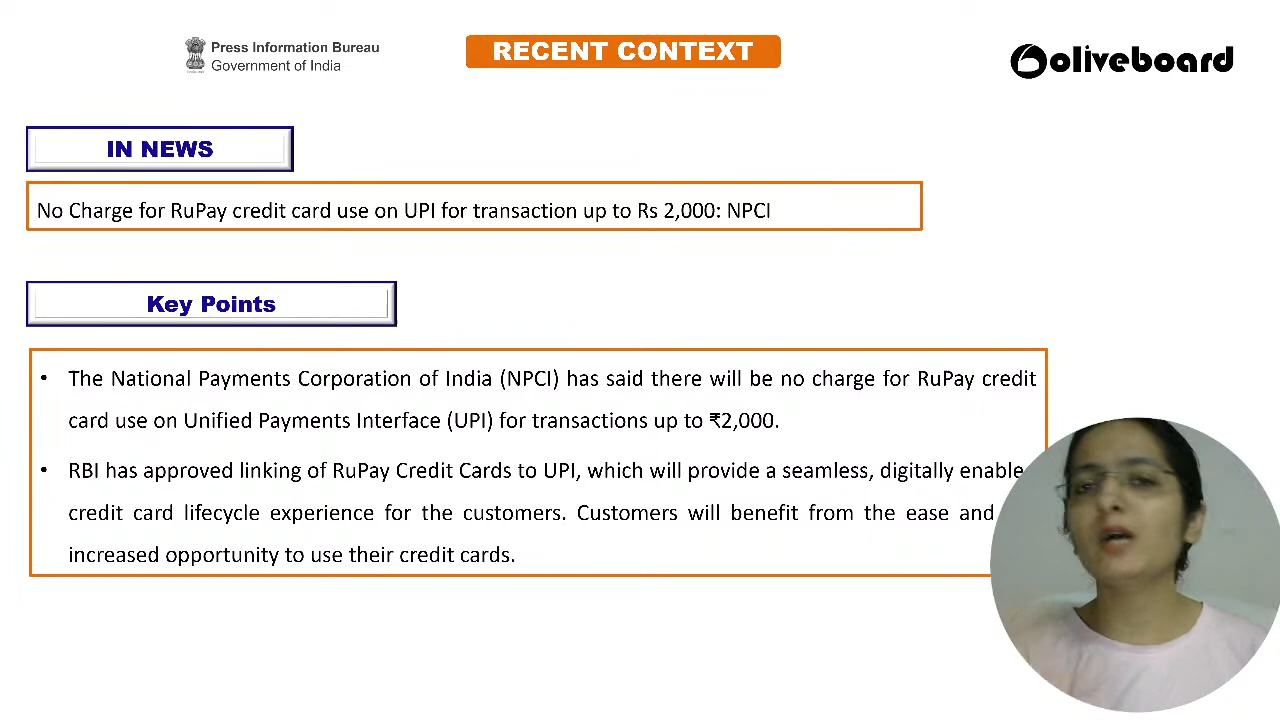 Press Information Bureau
Government of India
RECENT CONTEXT
oliveboard
IN NEWS
No Charge for RuPay credit card use on UPI for transaction up to Rs 2,000: NPCI
Key Points
• The National Payments Corporation of India (NPCI) has said there will be no charge for RuPay credit
card use on Unified Payments Interface (UPI) for transactions up to ₹2,000.
• RBI has approved linking of RuPay Credit Cards to UPI, which will provide a seamless, digitally enable
credit card lifecycle experience for the customers. Customers will benefit from the ease and
increased opportunity to use their credit cards.